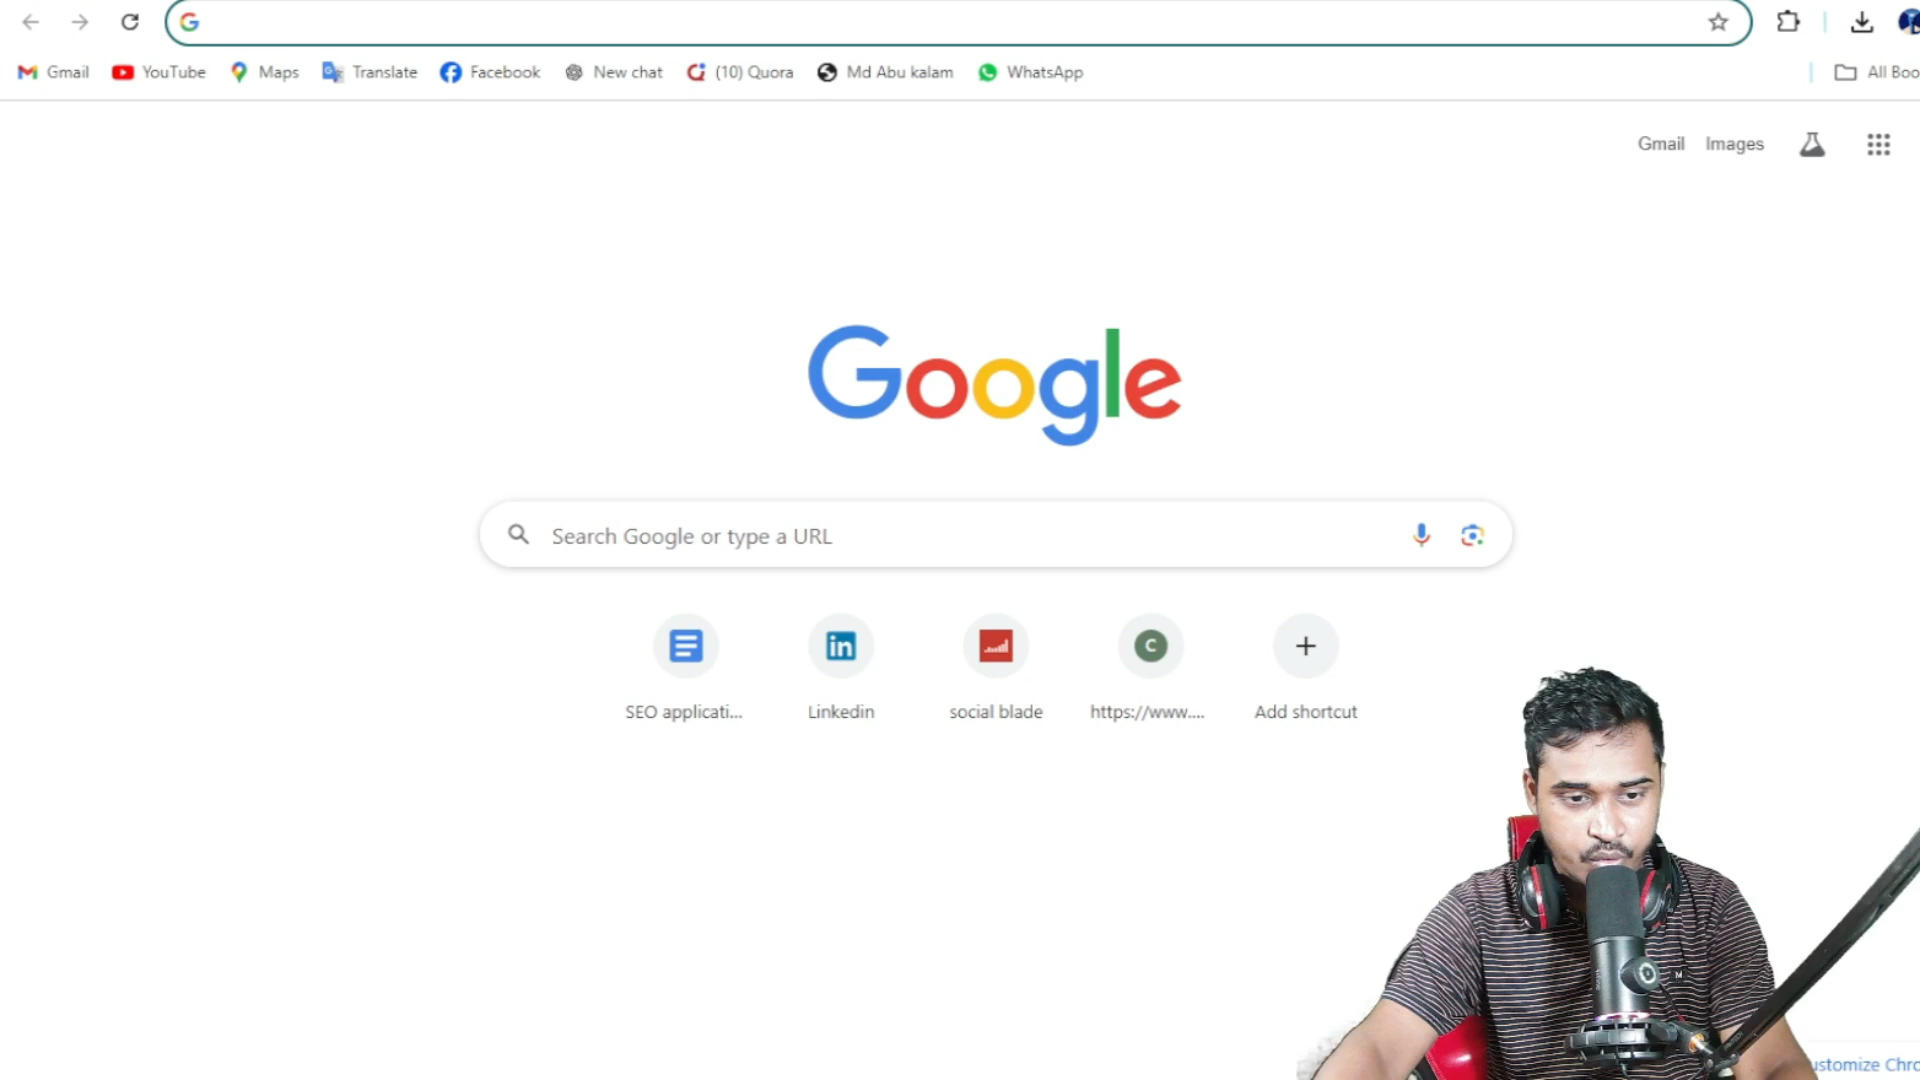 Gmail YouTube Maps Translate Facebook New chat (10) Quora Md Abu kalam WhatsApp All Boo
Gmail Images
Google
Search Google or type a URL
SEO applicati... Linkedin social blade https://www.... Add shortcut
ustomize Chro